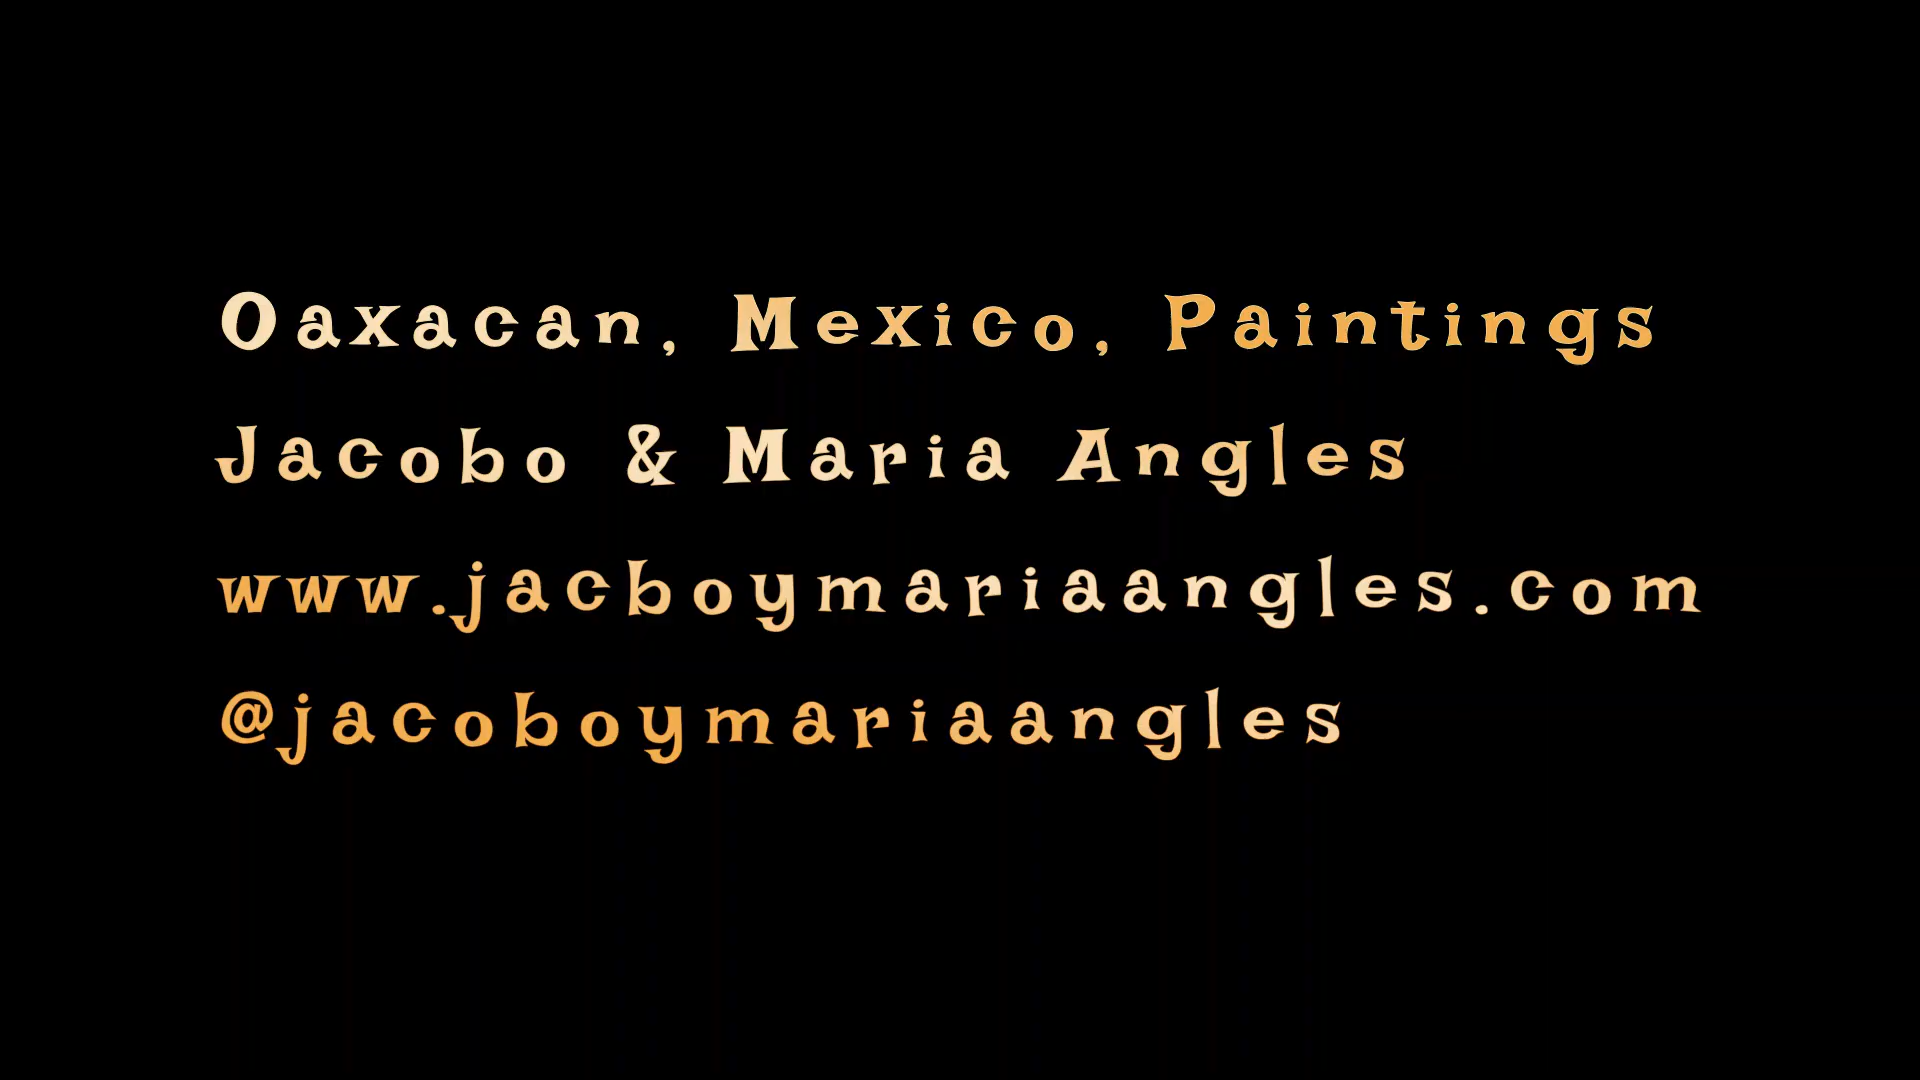 Oaxacan, Mexico, Paintings
Jacobo & Maria Angles
www.jacboymariaangles.com
@jacoboymariaangles